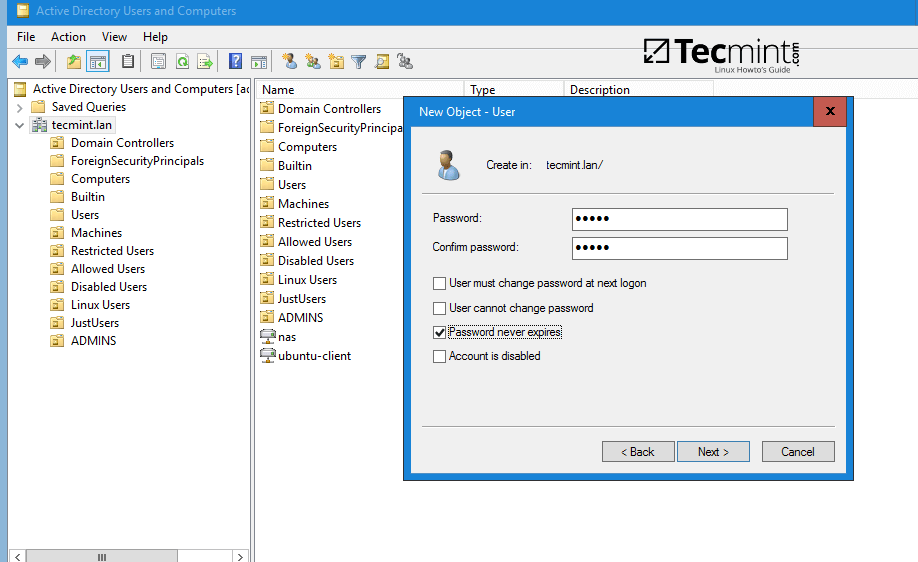 Active Directory Users and Computers
File Action View Help
Tecmint.com
Linux Howto's Guide
Active Directory Users and Computers [ac
Saved Queries
tecmint.lan
Domain Controllers
ForeignSecurityPrincipals
Computers
Builtin
Users
Machines
Restricted Users
Allowed Users
Disabled Users
Linux Users
JustUsers
ADMINS
Name Type Description
Domain Controllers
ForeignSecurityPrincipa
Computers
Builtin
Users
Machines
Restricted Users
Allowed Users
Disabled Users
Linux Users
JustUsers
ADMINS
nas
ubuntu-client
New Object - User
Create in: tecmint.lan/
Password: •••••
Confirm password: •••••
User must change password at next logon
User cannot change password
Password never expires
Account is disabled
< Back Next > Cancel